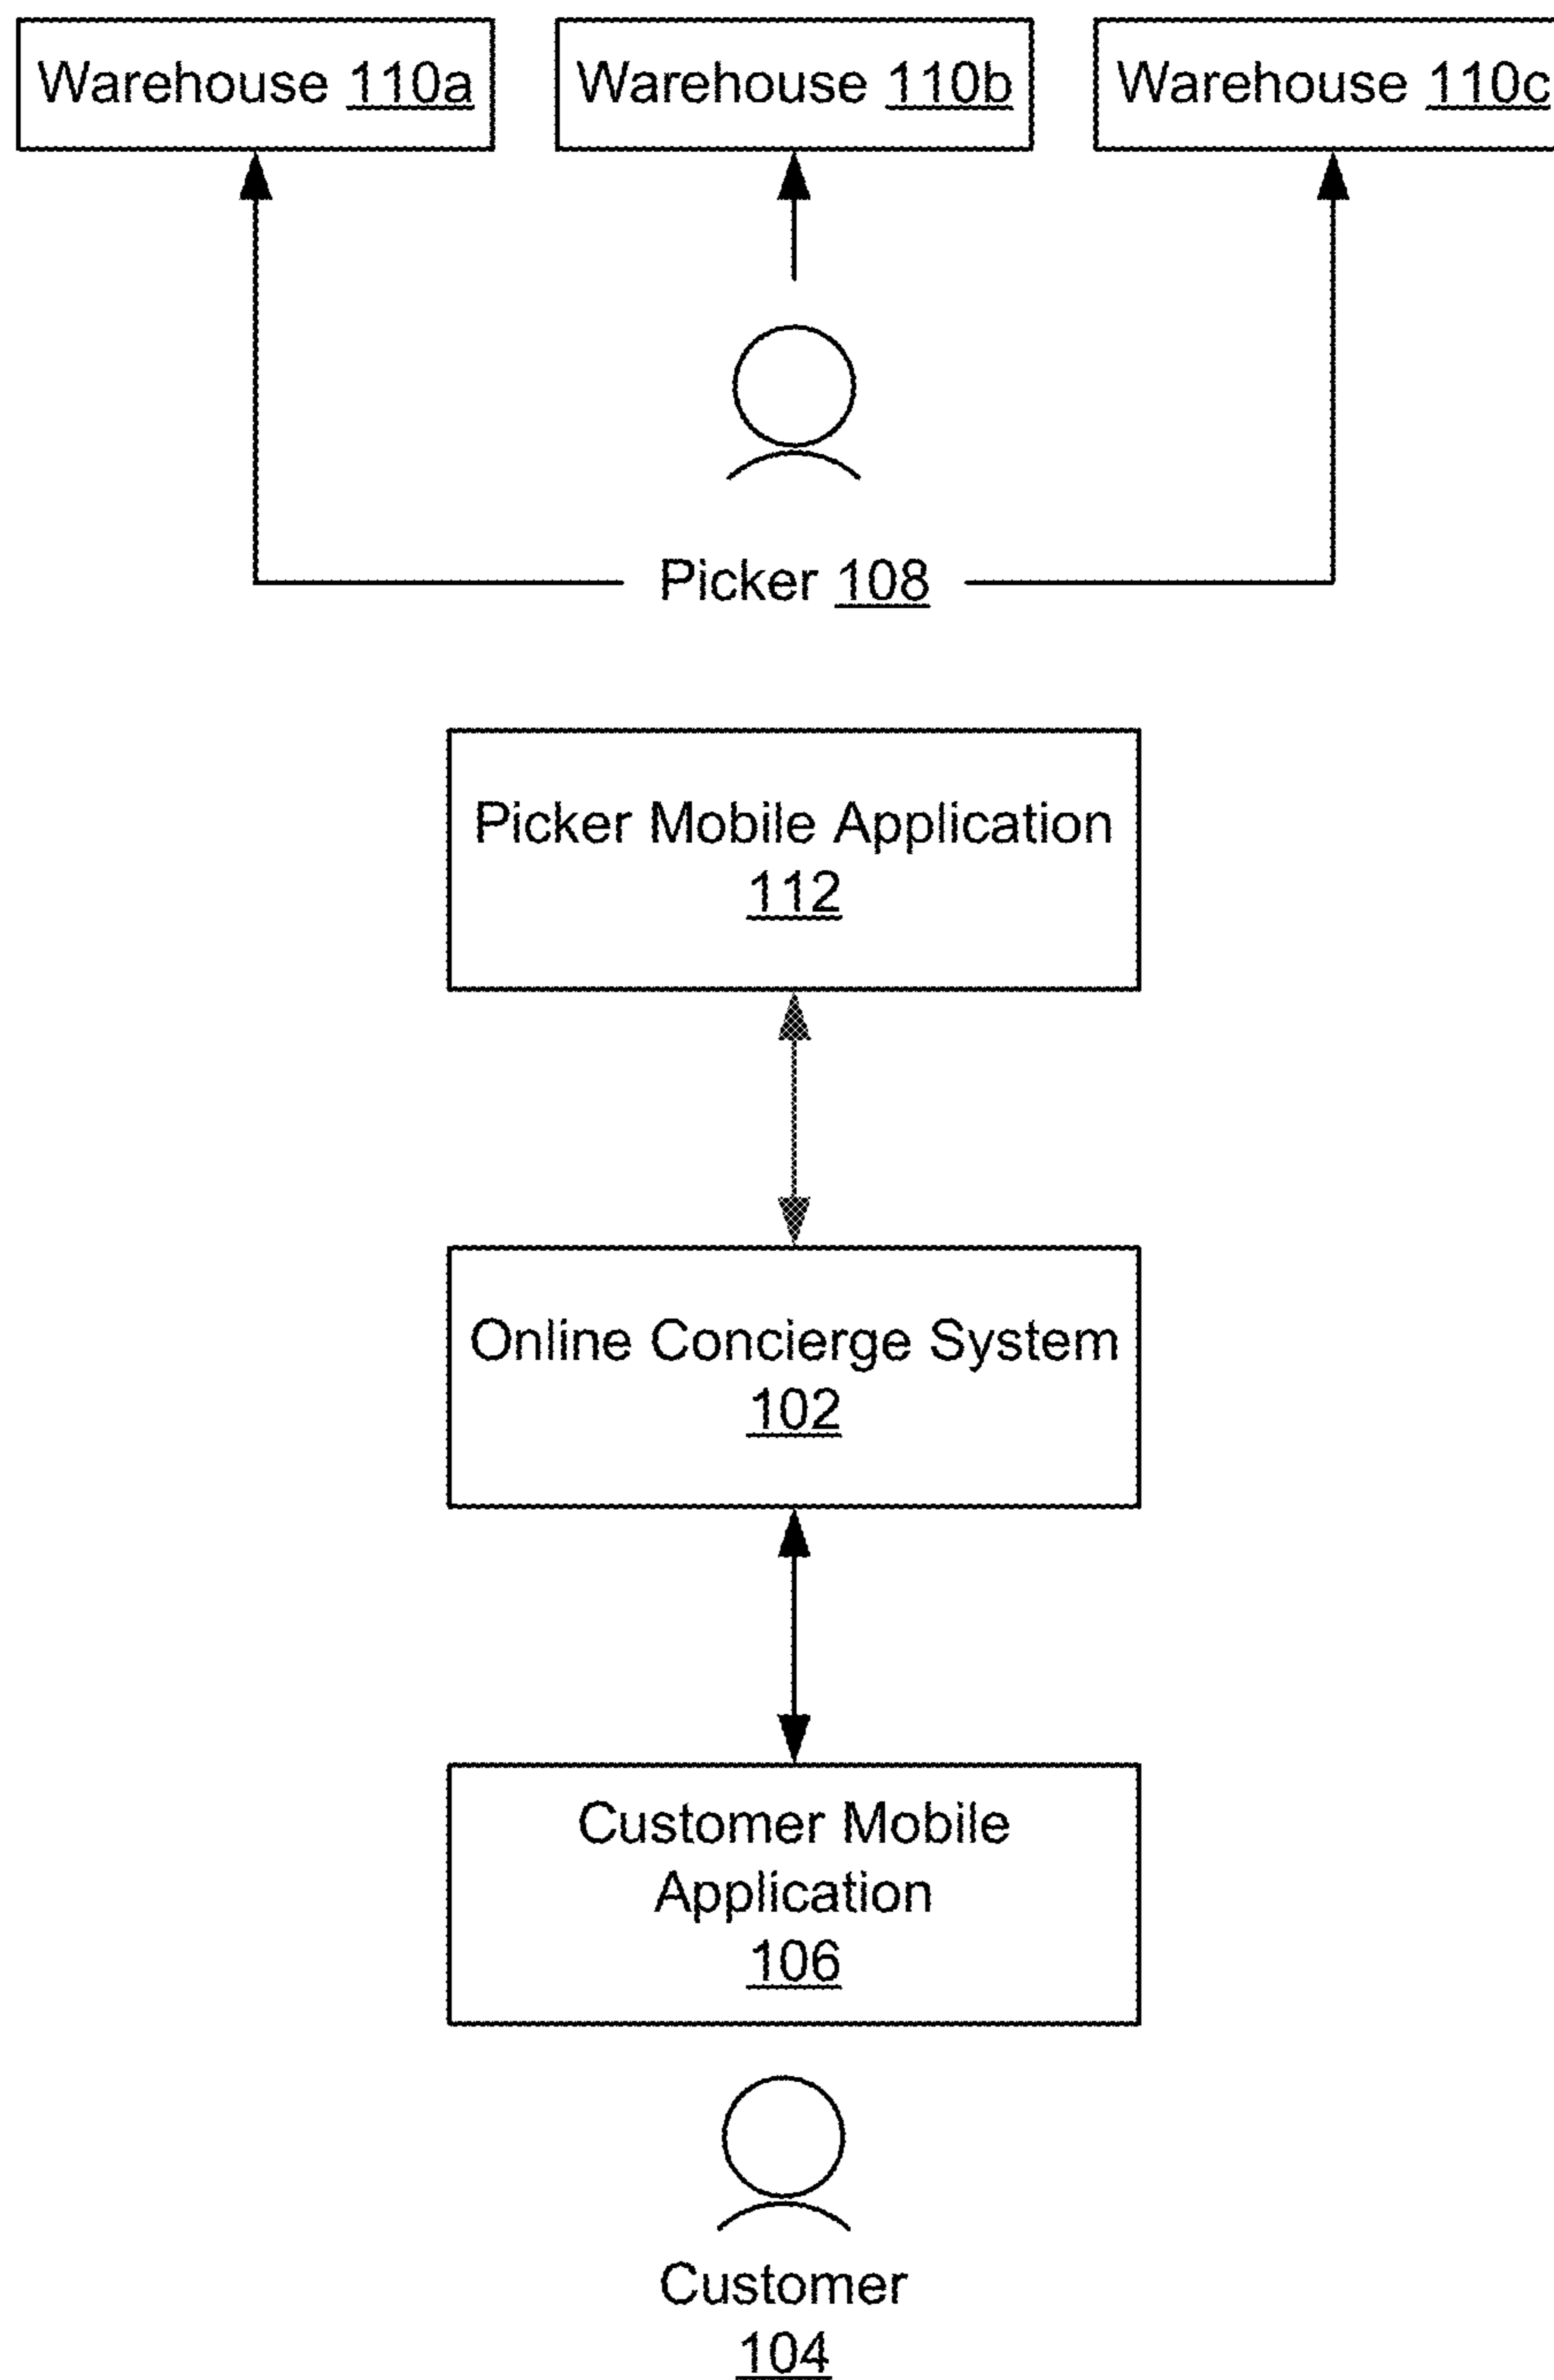 Warehouse 110a
Warehouse 110b
Warehouse 110c
Picker 108
Picker Mobile Application
112
Online Concierge System
102
Customer Mobile
Application
106
Customer
104